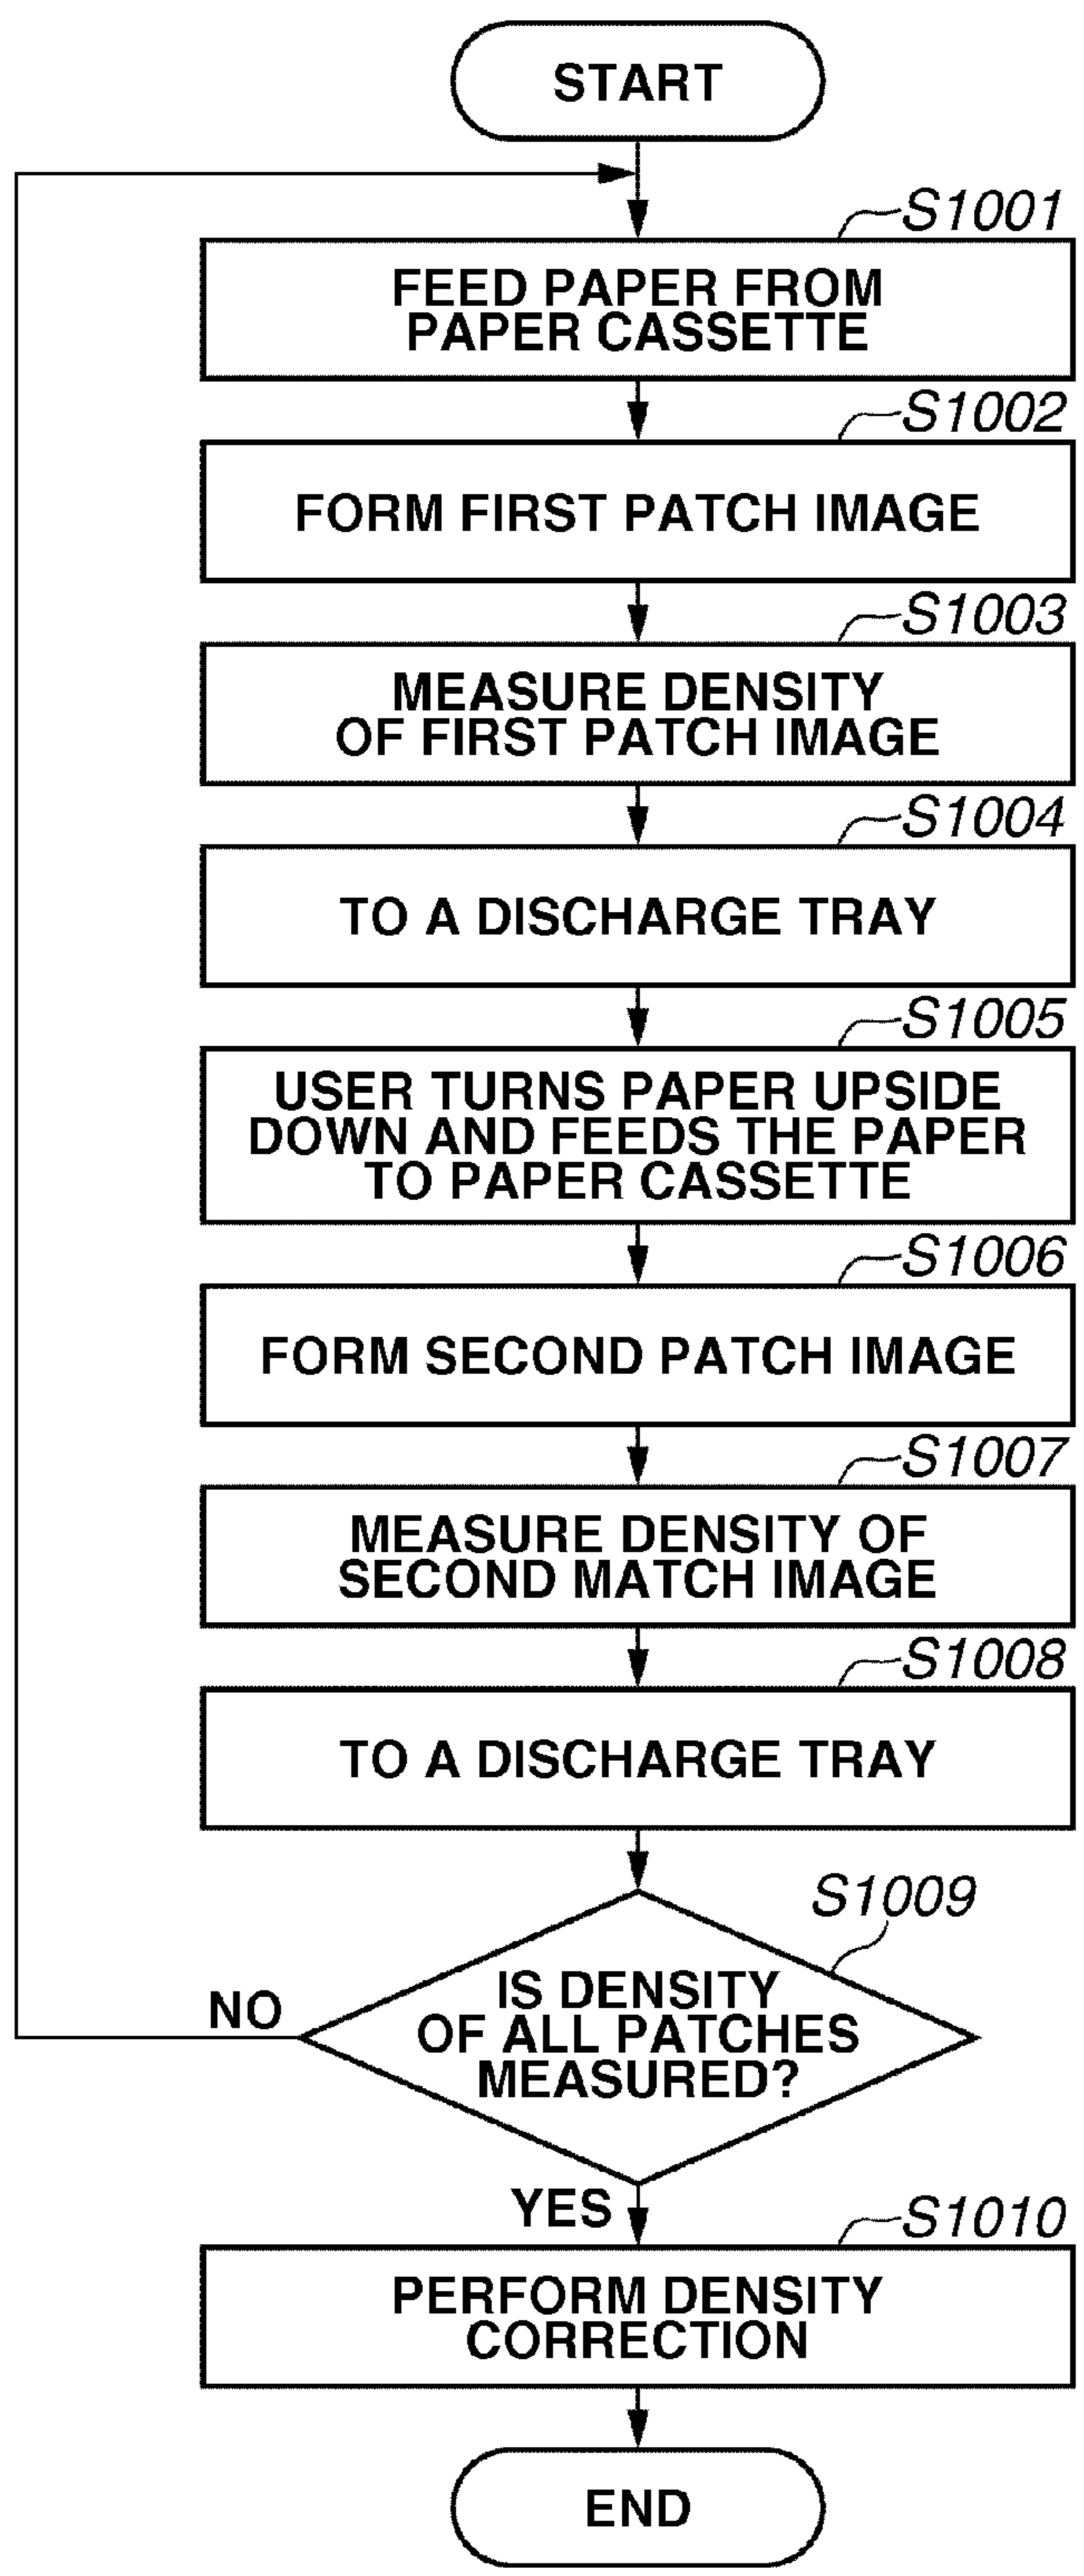 START
S1001
FEED PAPER FROM
PAPER CASSETTE
S1002
FORM FIRST PATCH IMAGE
S1003
MEASURE DENSITY
OF FIRST PATCH IMAGE
S1004
TO A DISCHARGE TRAY
S1005
USER TURNS PAPER UPSIDE
DOWN AND FEEDS THE PAPER
TO PAPER CASSETTE
S1006
FORM SECOND PATCH IMAGE
S1007
MEASURE DENSITY OF
SECOND MATCH IMAGE
S1008
TO A DISCHARGE TRAY
S1009
IS DENSITY
OF ALL PATCHES
MEASURED?
NO
YES
S1010
PERFORM DENSITY
CORRECTION
END